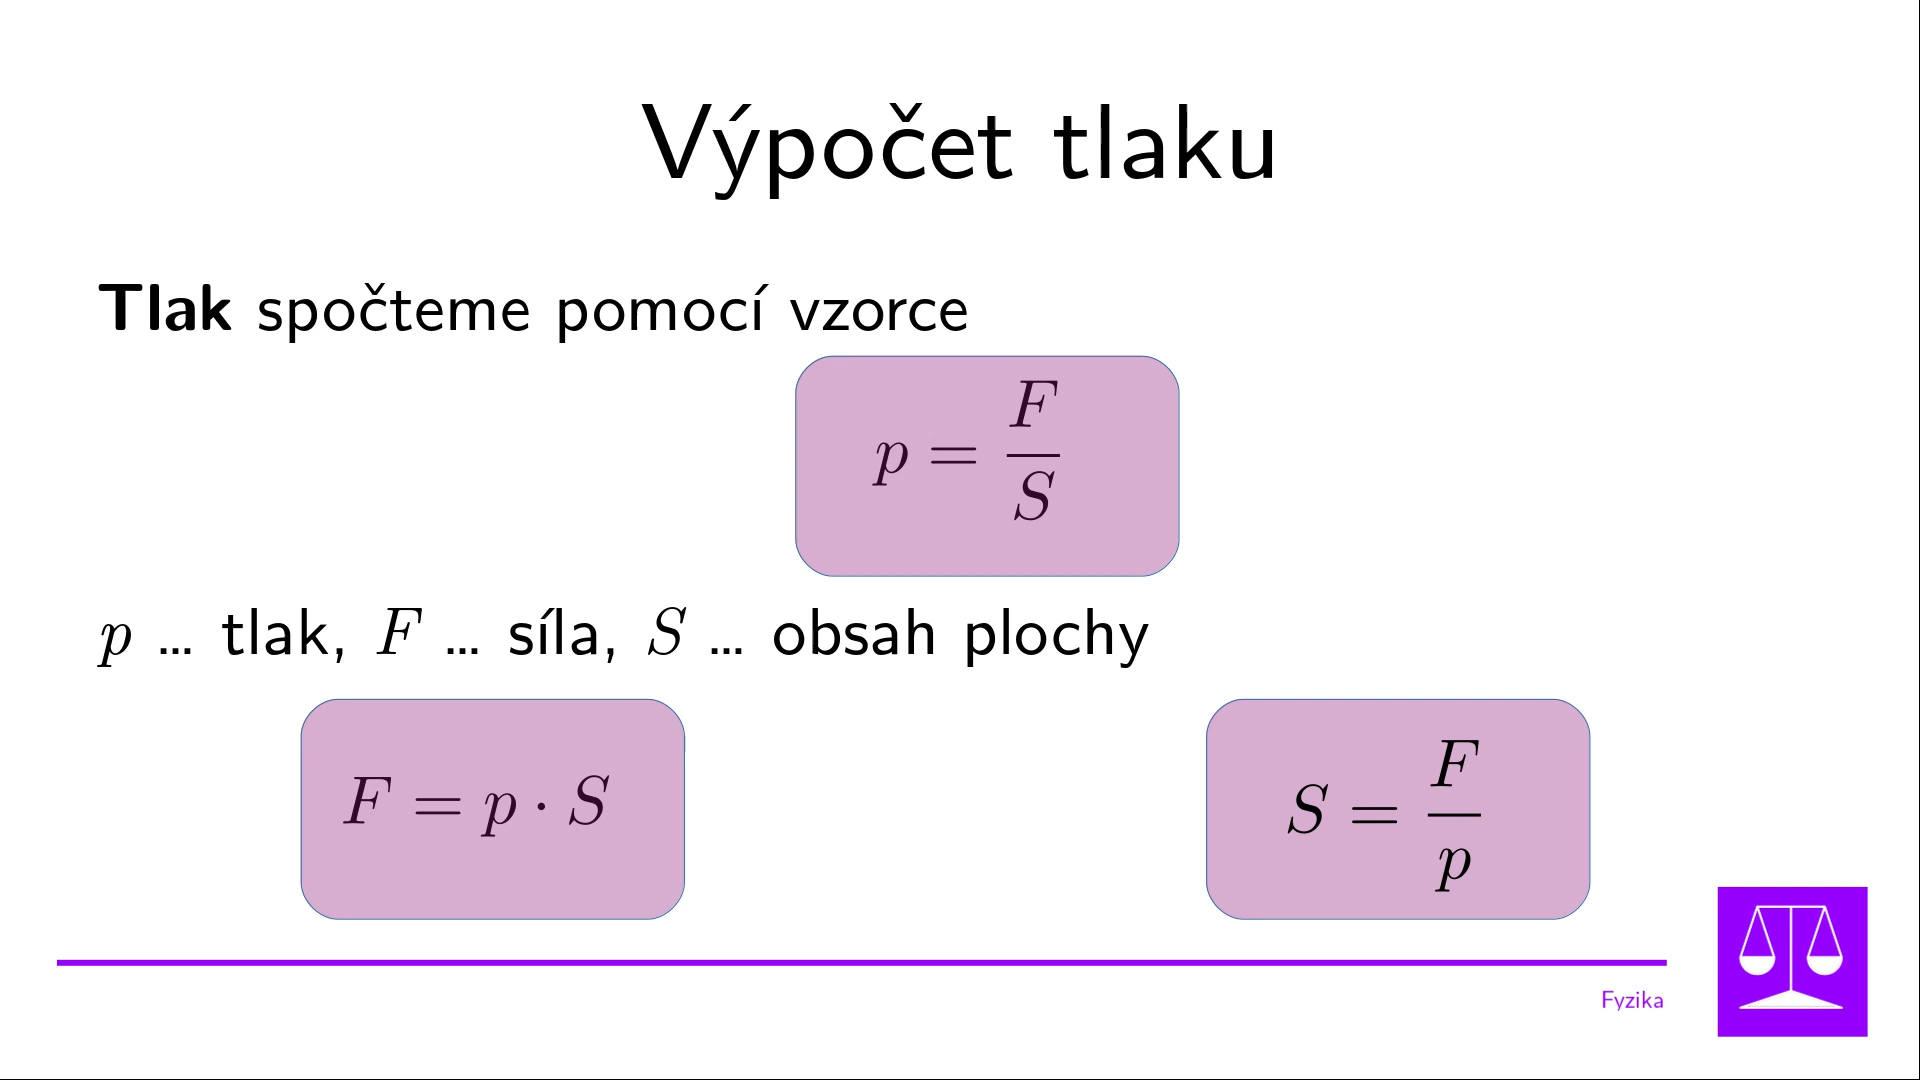 Výpočet tlaku
Tlak spočteme pomocí vzorce
p = F/S
p ... tlak, F ... síla, S ... obsah plochy
F = p · S
S = F/p
Fyzika